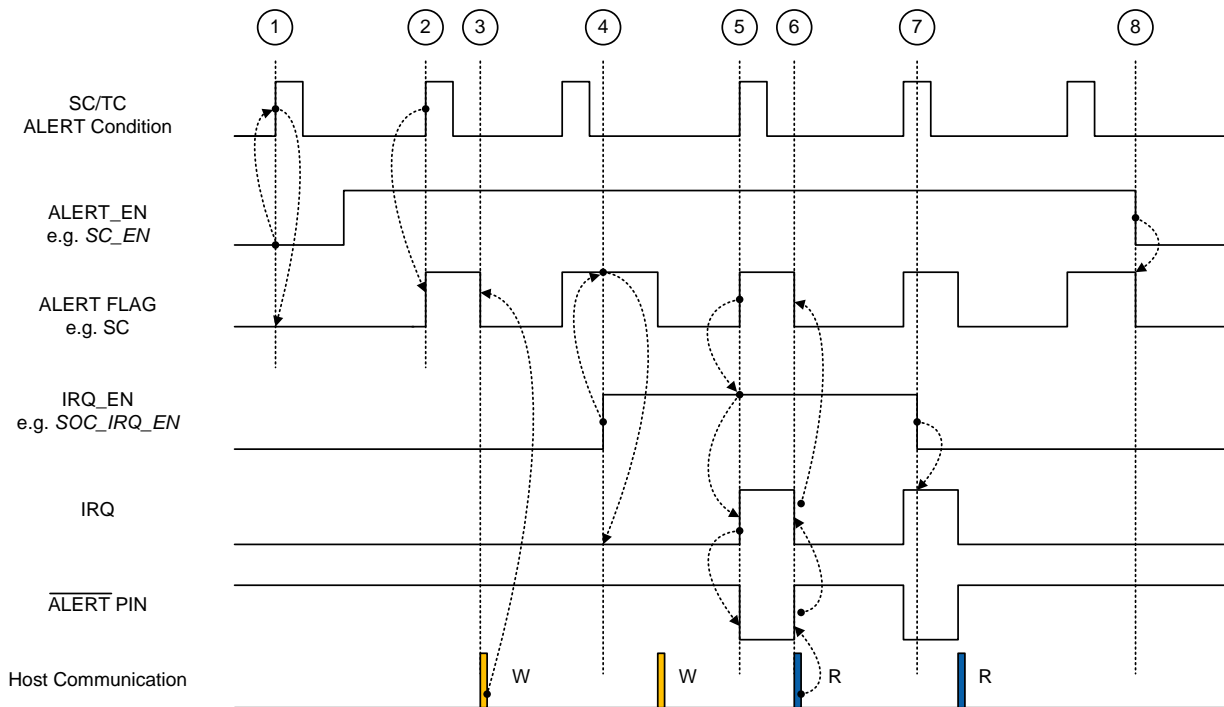 1 2 3 4 5 6 7 8
SC/TC
ALERT Condition
ALERT_EN
e.g. SC_EN
ALERT FLAG
e.g. SC
IRQ_EN
e.g. SOC_IRQ_EN
IRQ
ALERT PIN
Host Communication
W W R R